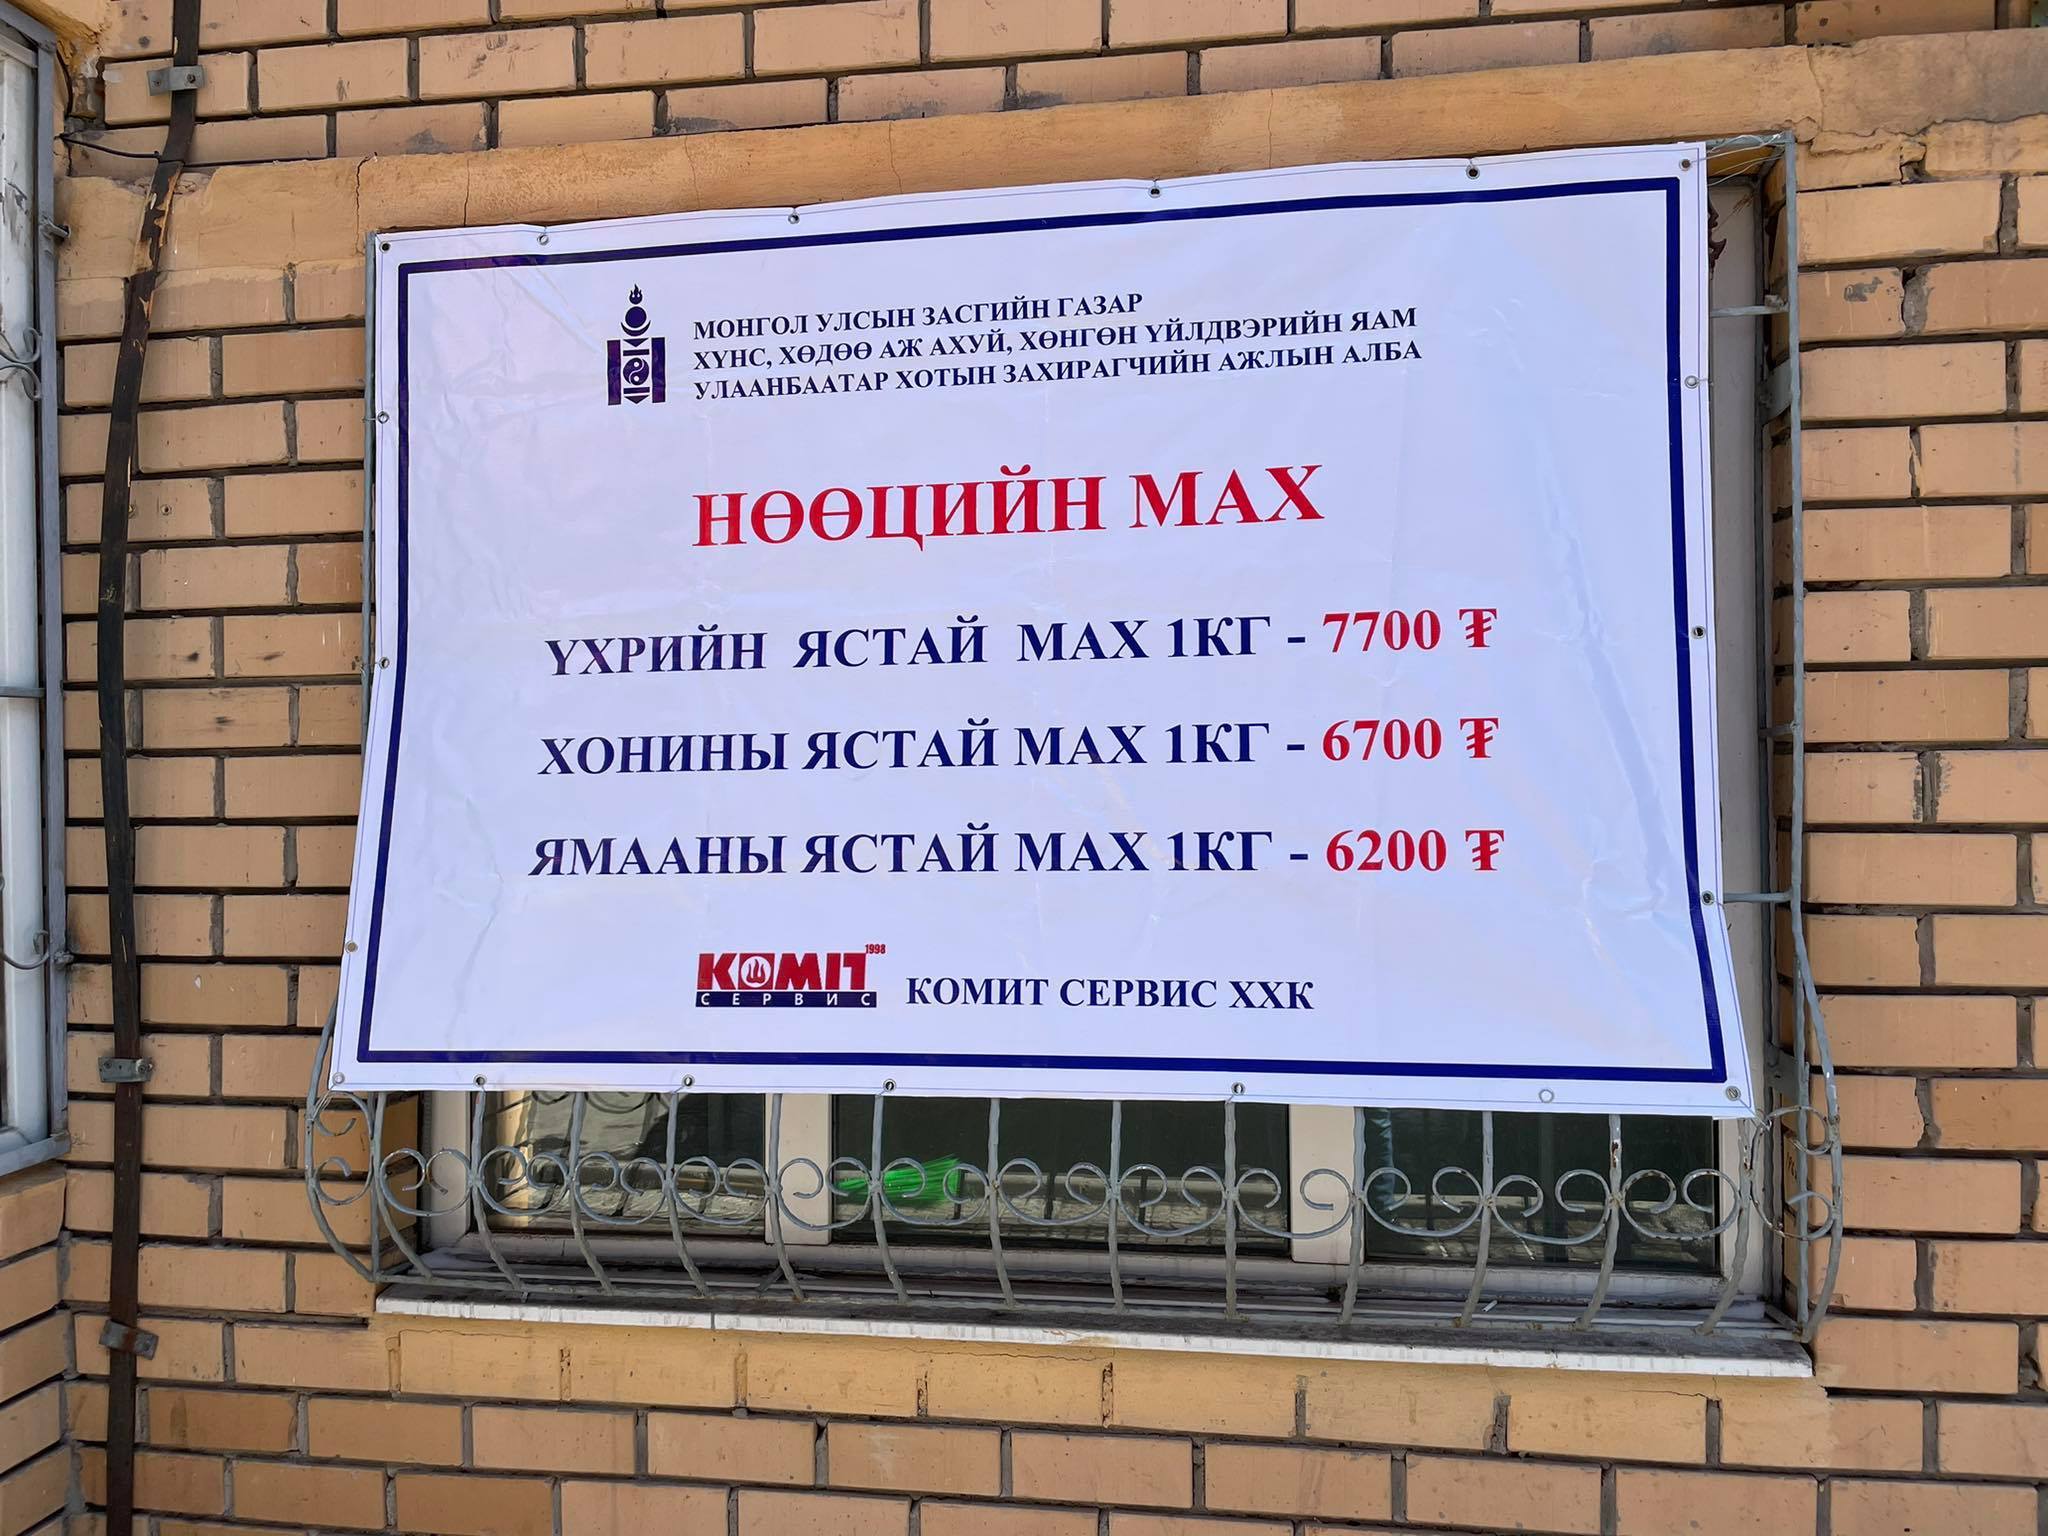 МОНГОЛ УЛСЫН ЗАСГИЙН ГАЗАР
ХҮНС, ХӨДӨӨ АЖ АХУЙ, ХӨНГӨН ҮЙЛДВЭРИЙН ЯАМ
УЛААНБААТАР ХОТЫН ЗАХИРАГЧИЙН АЖЛЫН АЛБА
НӨӨЦИЙН МАХ
ҮХРИЙН ЯСТАЙ МАХ 1КГ - 7700 ₮
ХОНИНЫ ЯСТАЙ МАХ 1КГ - 6700 ₮
ЯМААНЫ ЯСТАЙ МАХ 1КГ - 6200 ₮
КОМІТ 1998
СЕРВИС
КОМИТ СЕРВИС ХХК